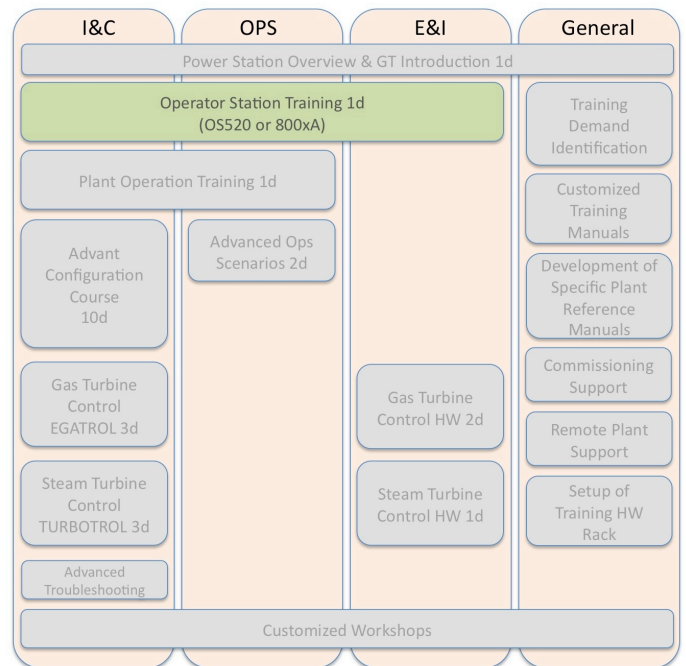 I&C
OPS
E&I
General
Power Station Overview & GT Introduction 1d
Operator Station Training 1d
(OS520 or 800xA)
Training
Demand
Identification
Plant Operation Training 1d
Customized
Training
Manuals
Advant
Configuration
Course
10d
Advanced Ops
Scenarios 2d
Development of
Specific Plant
Reference
Manuals
Gas Turbine
Control
EGATROL 3d
Gas Turbine
Control HW 2d
Commissioning
Support
Remote Plant
Support
Steam Turbine
Control
TURBOTROL 3d
Steam Turbine
Control HW 1d
Setup of
Training HW
Rack
Advanced
Troubleshooting
Customized Workshops